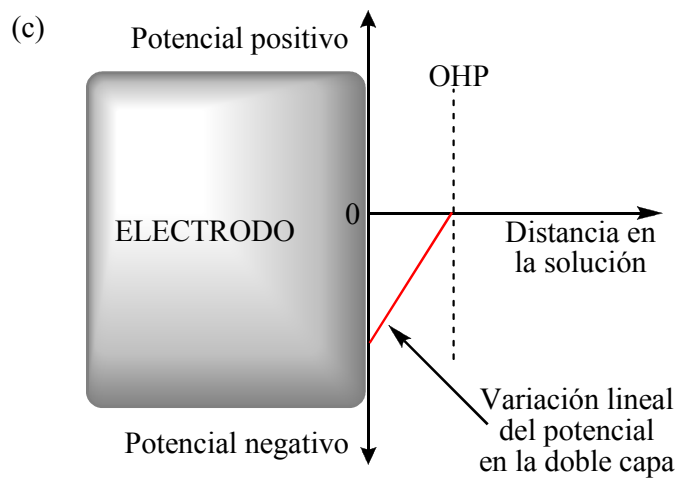 (c)
Potencial positivo
OHP
0
ELECTRODO
Distancia en
la solución
Variación lineal
del potencial
en la doble capa
Potencial negativo